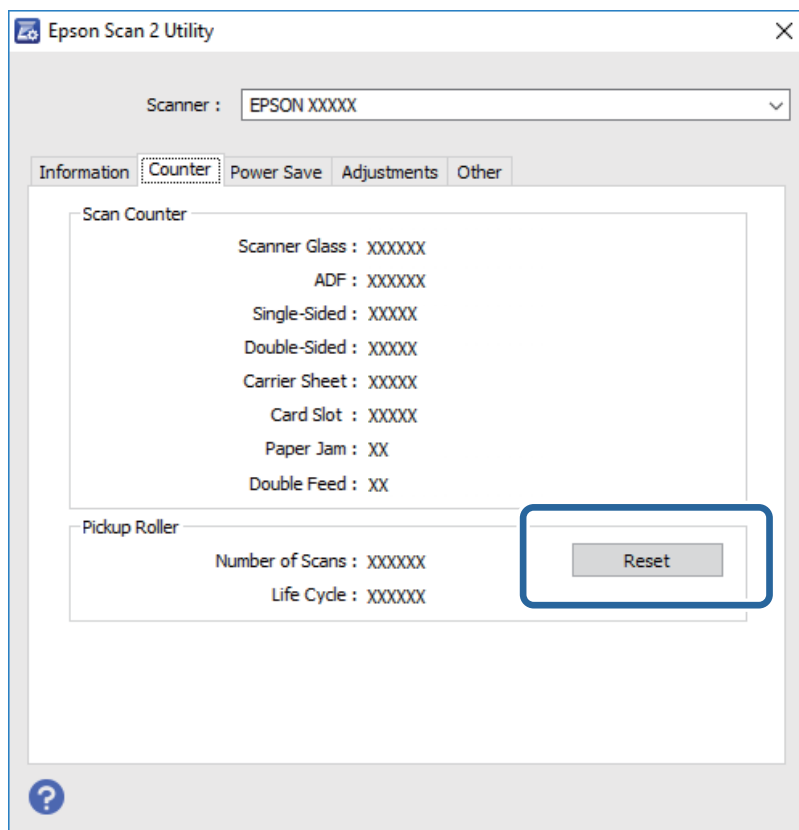 Epson Scan 2 Utility
Scanner : EPSON XXXXX
Information Counter Power Save Adjustments Other
Scan Counter
Scanner Glass : XXXXXX
ADF : XXXXXX
Single-Sided : XXXXX
Double-Sided : XXXXX
Carrier Sheet : XXXXX
Card Slot : XXXXX
Paper Jam : XX
Double Feed : XX
Pickup Roller
Number of Scans : XXXXXX Reset
Life Cycle : XXXXXX
?